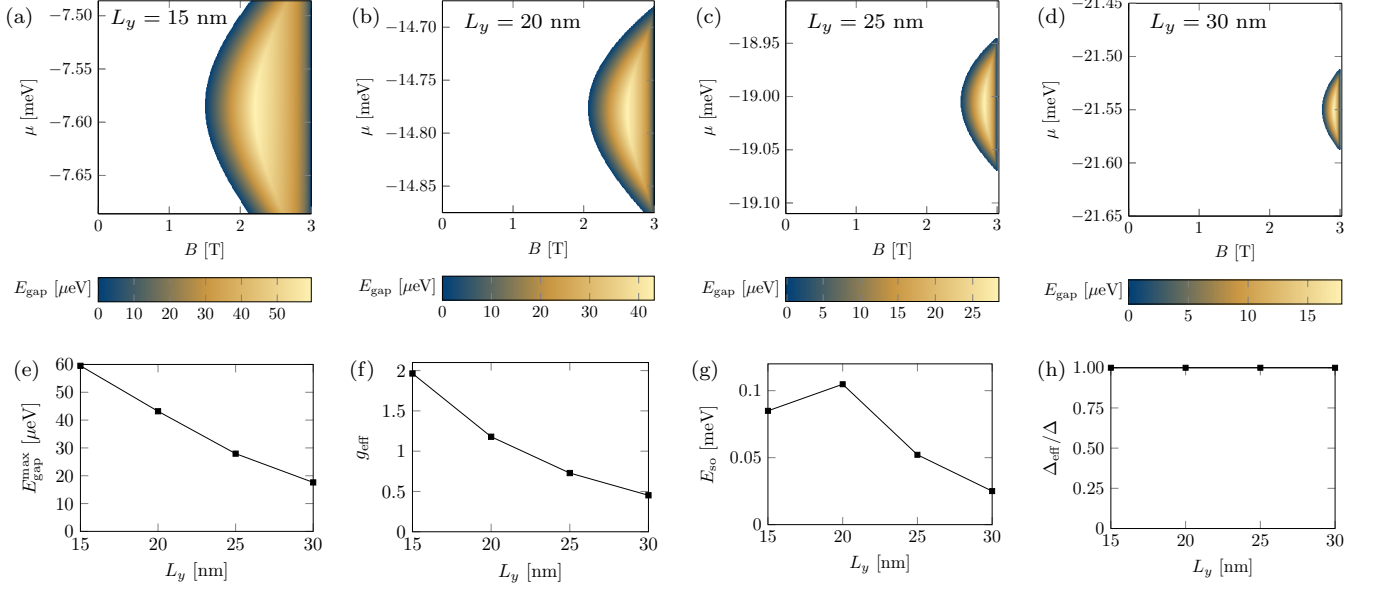 (a)
L_y = 15 nm
−7.50
−7.55
−7.60
−7.65
μ [meV]
0 1 2 3
B [T]
E_gap [μeV]
0 10 20 30 40 50
(b)
L_y = 20 nm
−14.70
−14.75
−14.80
−14.85
μ [meV]
0 1 2 3
B [T]
E_gap [μeV]
0 10 20 30 40
(c)
L_y = 25 nm
−18.95
−19.00
−19.05
−19.10
μ [meV]
0 1 2 3
B [T]
E_gap [μeV]
0 5 10 15 20 25
(d)
L_y = 30 nm
−21.45
−21.50
−21.55
−21.60
−21.65
μ [meV]
0 1 2 3
B [T]
E_gap [μeV]
0 5 10 15
(e)
60
50
40
30
20
10
0
E_gap^max [μeV]
15 20 25 30
L_y [nm]
(f)
2
1.5
1
0.5
0
g_eff
15 20 25 30
L_y [nm]
(g)
0.1
0.05
0
E_so [meV]
15 20 25 30
L_y [nm]
(h)
1.00
0.75
0.50
0.25
0
Δ_eff/Δ
15 20 25 30
L_y [nm]